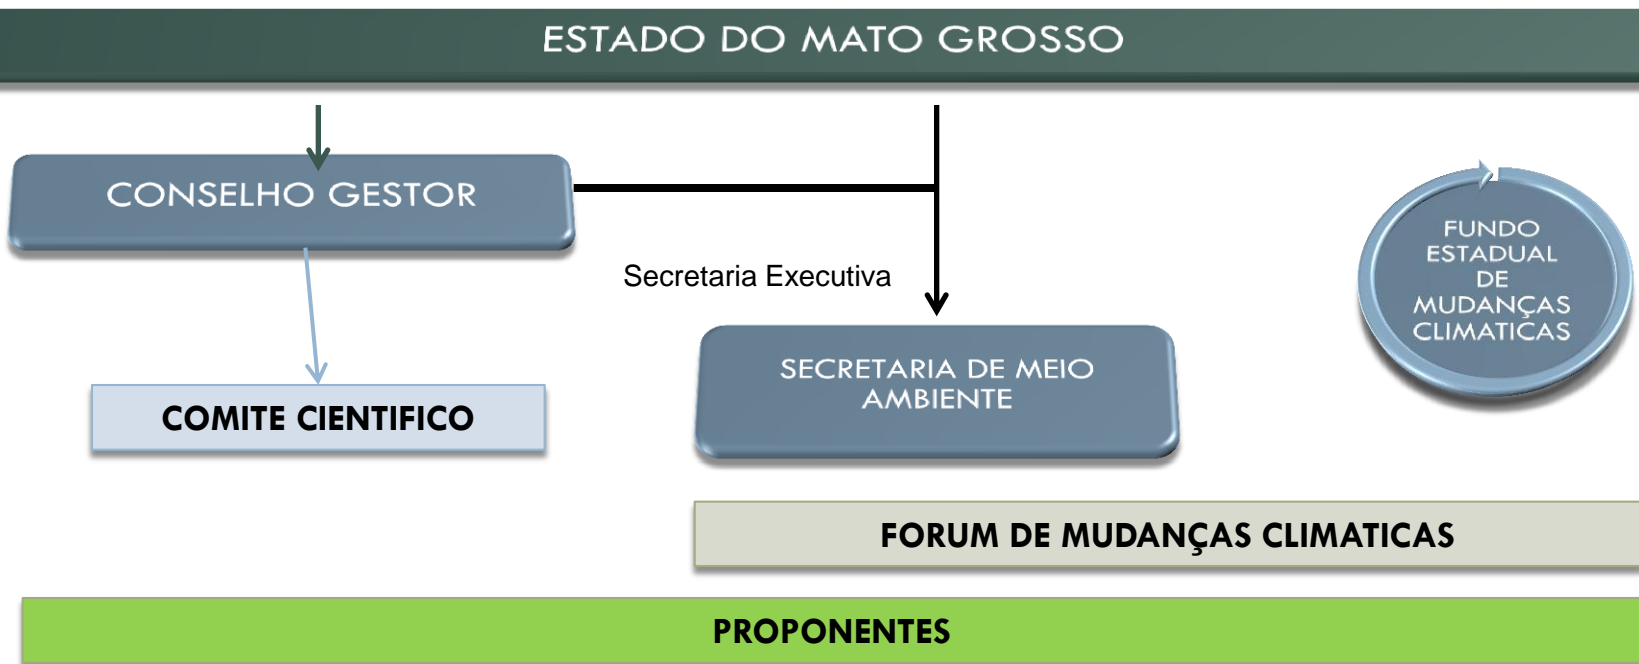 ESTADO DO MATO GROSSO
CONSELHO GESTOR
FUNDO
ESTADUAL
DE
MUDANÇAS
CLIMATICAS
Secretaria Executiva
SECRETARIA DE MEIO
AMBIENTE
COMITE CIENTIFICO
FORUM DE MUDANÇAS CLIMATICAS
PROPONENTES